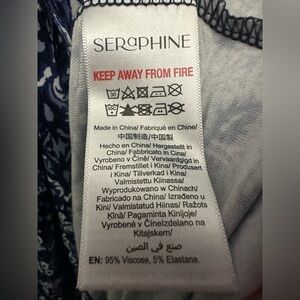 SERAPHINE
KEEP AWAY FROM FIRE
Made in China/ Fabriqué en Chine/
中国制造/中國製
Hecho en China/ Hergestellt in
China/ Fabbricato in Cina/
Vyrobeno v Číně/ Vervaardigd in
China/ Fremstillet i Kina/ Produsert
i Kina/ Tillverkad i Kina/
Valmistettu Kiinassa/
Wyprodukowano w Chinach/
Fabricado na China/ Izrađeno u
Kini/ Valmistatud Hiinas/ Ražots
Ķīnā/ Pagaminta Kinijoje/
Vyrobené v Číne/Izdelano na
Kitajskem/
صنع في الصين
EN: 95% Viscose, 5% Elastane.